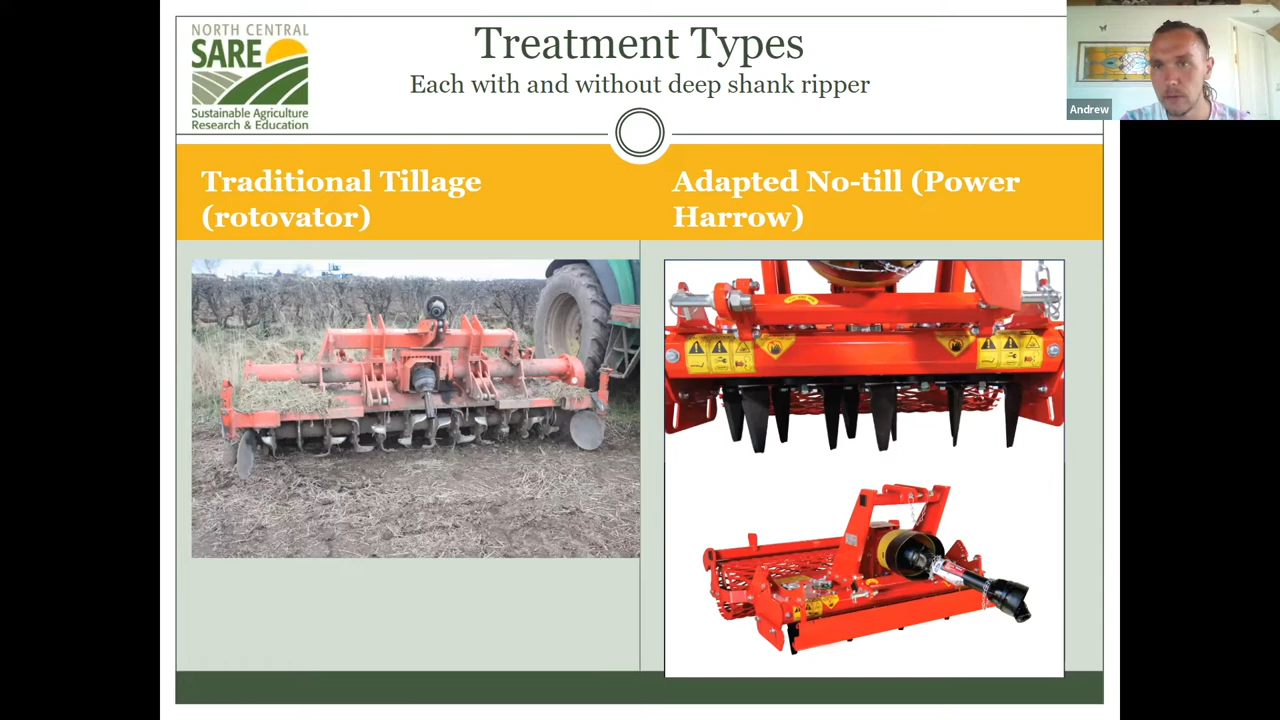 NORTH CENTRAL
SARE
Sustainable Agriculture
Research & Education
Treatment Types
Each with and without deep shank ripper
Andrew
Traditional Tillage
(rotovator)
Adapted No-till (Power
Harrow)